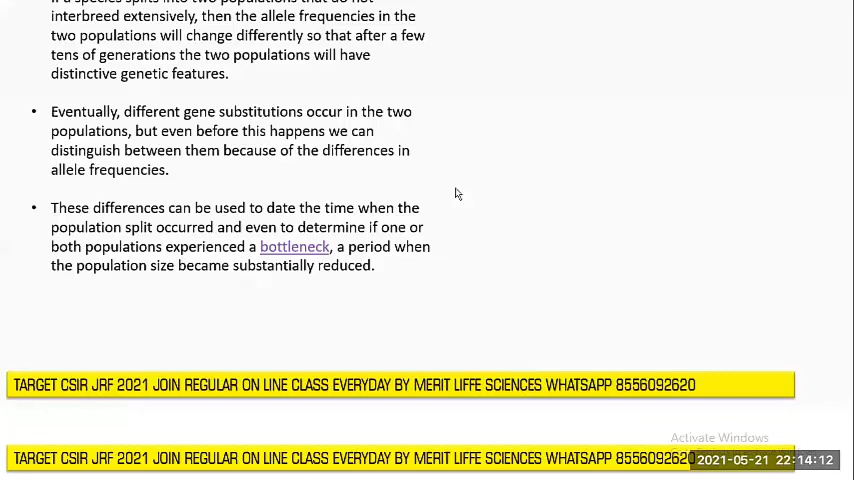 interbreed extensively, then the allele frequencies in the
two populations will change differently so that after a few
tens of generations the two populations will have
distinctive genetic features.
• Eventually, different gene substitutions occur in the two
populations, but even before this happens we can
distinguish between them because of the differences in
allele frequencies.
• These differences can be used to date the time when the
population split occurred and even to determine if one or
both populations experienced a bottleneck, a period when
the population size became substantially reduced.
TARGET CSIR JRF 2021 JOIN REGULAR ON LINE CLASS EVERYDAY BY MERIT LIFFE SCIENCES WHATSAPP 8556092620
Activate Windows
TARGET CSIR JRF 2021 JOIN REGULAR ON LINE CLASS EVERYDAY BY MERIT LIFFE SCIENCES WHATSAPP 8556092620
2021-05-21 22:14:12